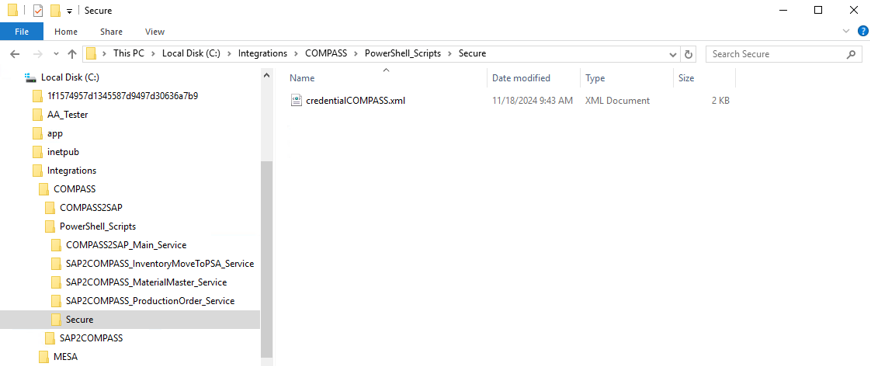 Secure
File Home Share View
This PC > Local Disk (C:) > Integrations > COMPASS > PowerShell_Scripts > Secure
Search Secure
Local Disk (C:)
1f1574957d1345587d9497d30636a7b9
AA_Tester
app
inetpub
Integrations
COMPASS
COMPASS2SAP
PowerShell_Scripts
COMPASS2SAP_Main_Service
SAP2COMPASS_InventoryMoveToPSA_Service
SAP2COMPASS_MaterialMaster_Service
SAP2COMPASS_ProductionOrder_Service
Secure
SAP2COMPASS
MESA
Name Date modified Type Size
credentialCOMPASS.xml 11/18/2024 9:43 AM XML Document 2 KB